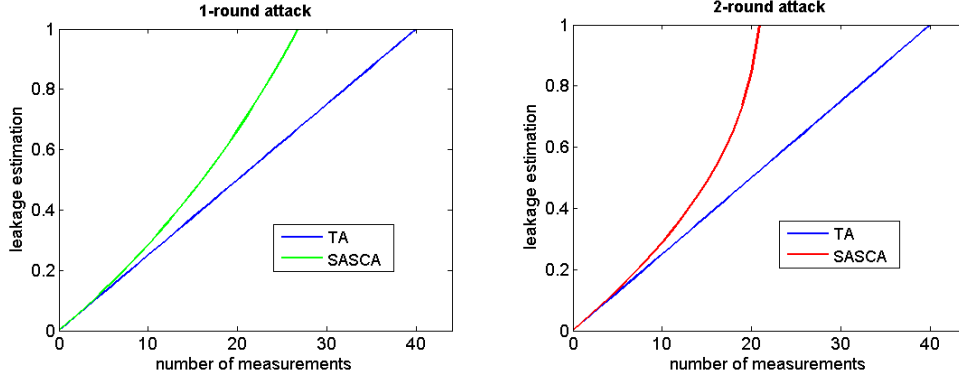 1-round attack
1
0.8
0.6
0.4
0.2
0
0
10
20
30
40
leakage estimation
number of measurements
TA
SASCA
2-round attack
1
0.8
0.6
0.4
0.2
0
0
10
20
30
40
leakage estimation
number of measurements
TA
SASCA